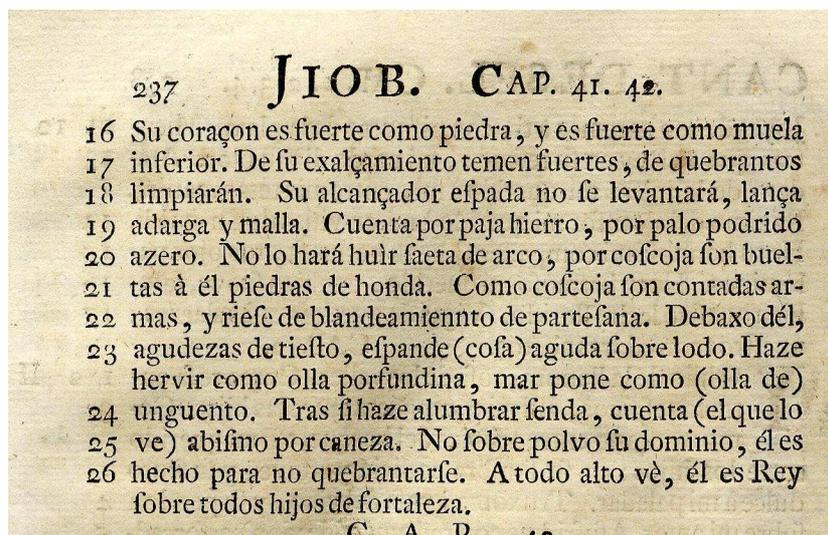 237 JIOB. CAP. 41. 42.
16 Su coraçon es fuerte como piedra, y es fuerte como muela
17 inferior. De ſu exalçamiento temen fuertes, de quebrantos
18 limpiarán. Su alcançador eſpada no ſe levantará, lança
19 adarga y malla. Cuenta por paja hierro, por palo podrido
20 azero. No lo hará huìr ſaeta de arco, por coſcoja ſon buel-
21 tas à él piedras de honda. Como coſcoja ſon contadas ar-
22 mas, y rieſe de blandeamiennto de parteſana. Debaxo dél,
23 agudezas de tieſto, eſpande (coſa) aguda ſobre lodo. Haze
hervir como olla porfundina, mar pone como (olla de)
24 unguento. Tras ſi haze alumbrar ſenda, cuenta (el que lo
25 ve) abiſmo por caneza. No ſobre polvo ſu dominio, él es
26 hecho para no quebrantarſe. A todo alto vè, él es Rey
ſobre todos hijos de fortaleza.
C A P. 42